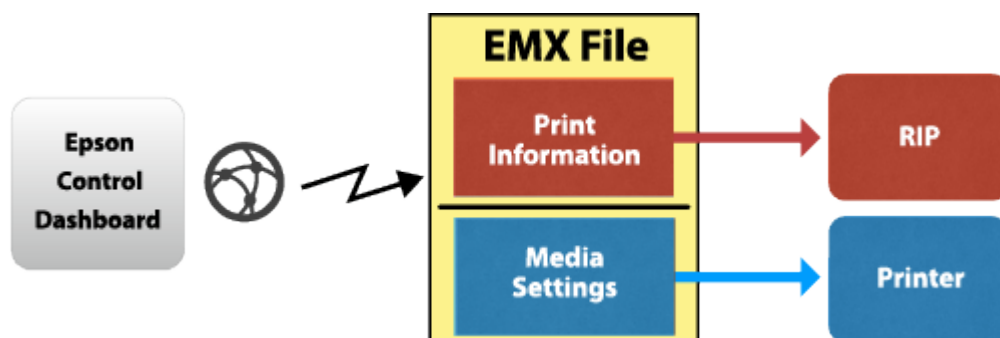 Epson
Control
Dashboard
EMX File
Print
Information
RIP
Media
Settings
Printer